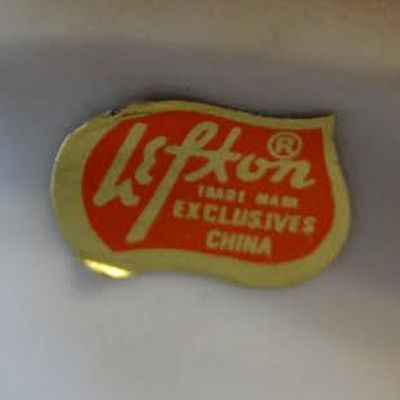 Lefton®
TRADE MARK
EXCLUSIVES
CHINA